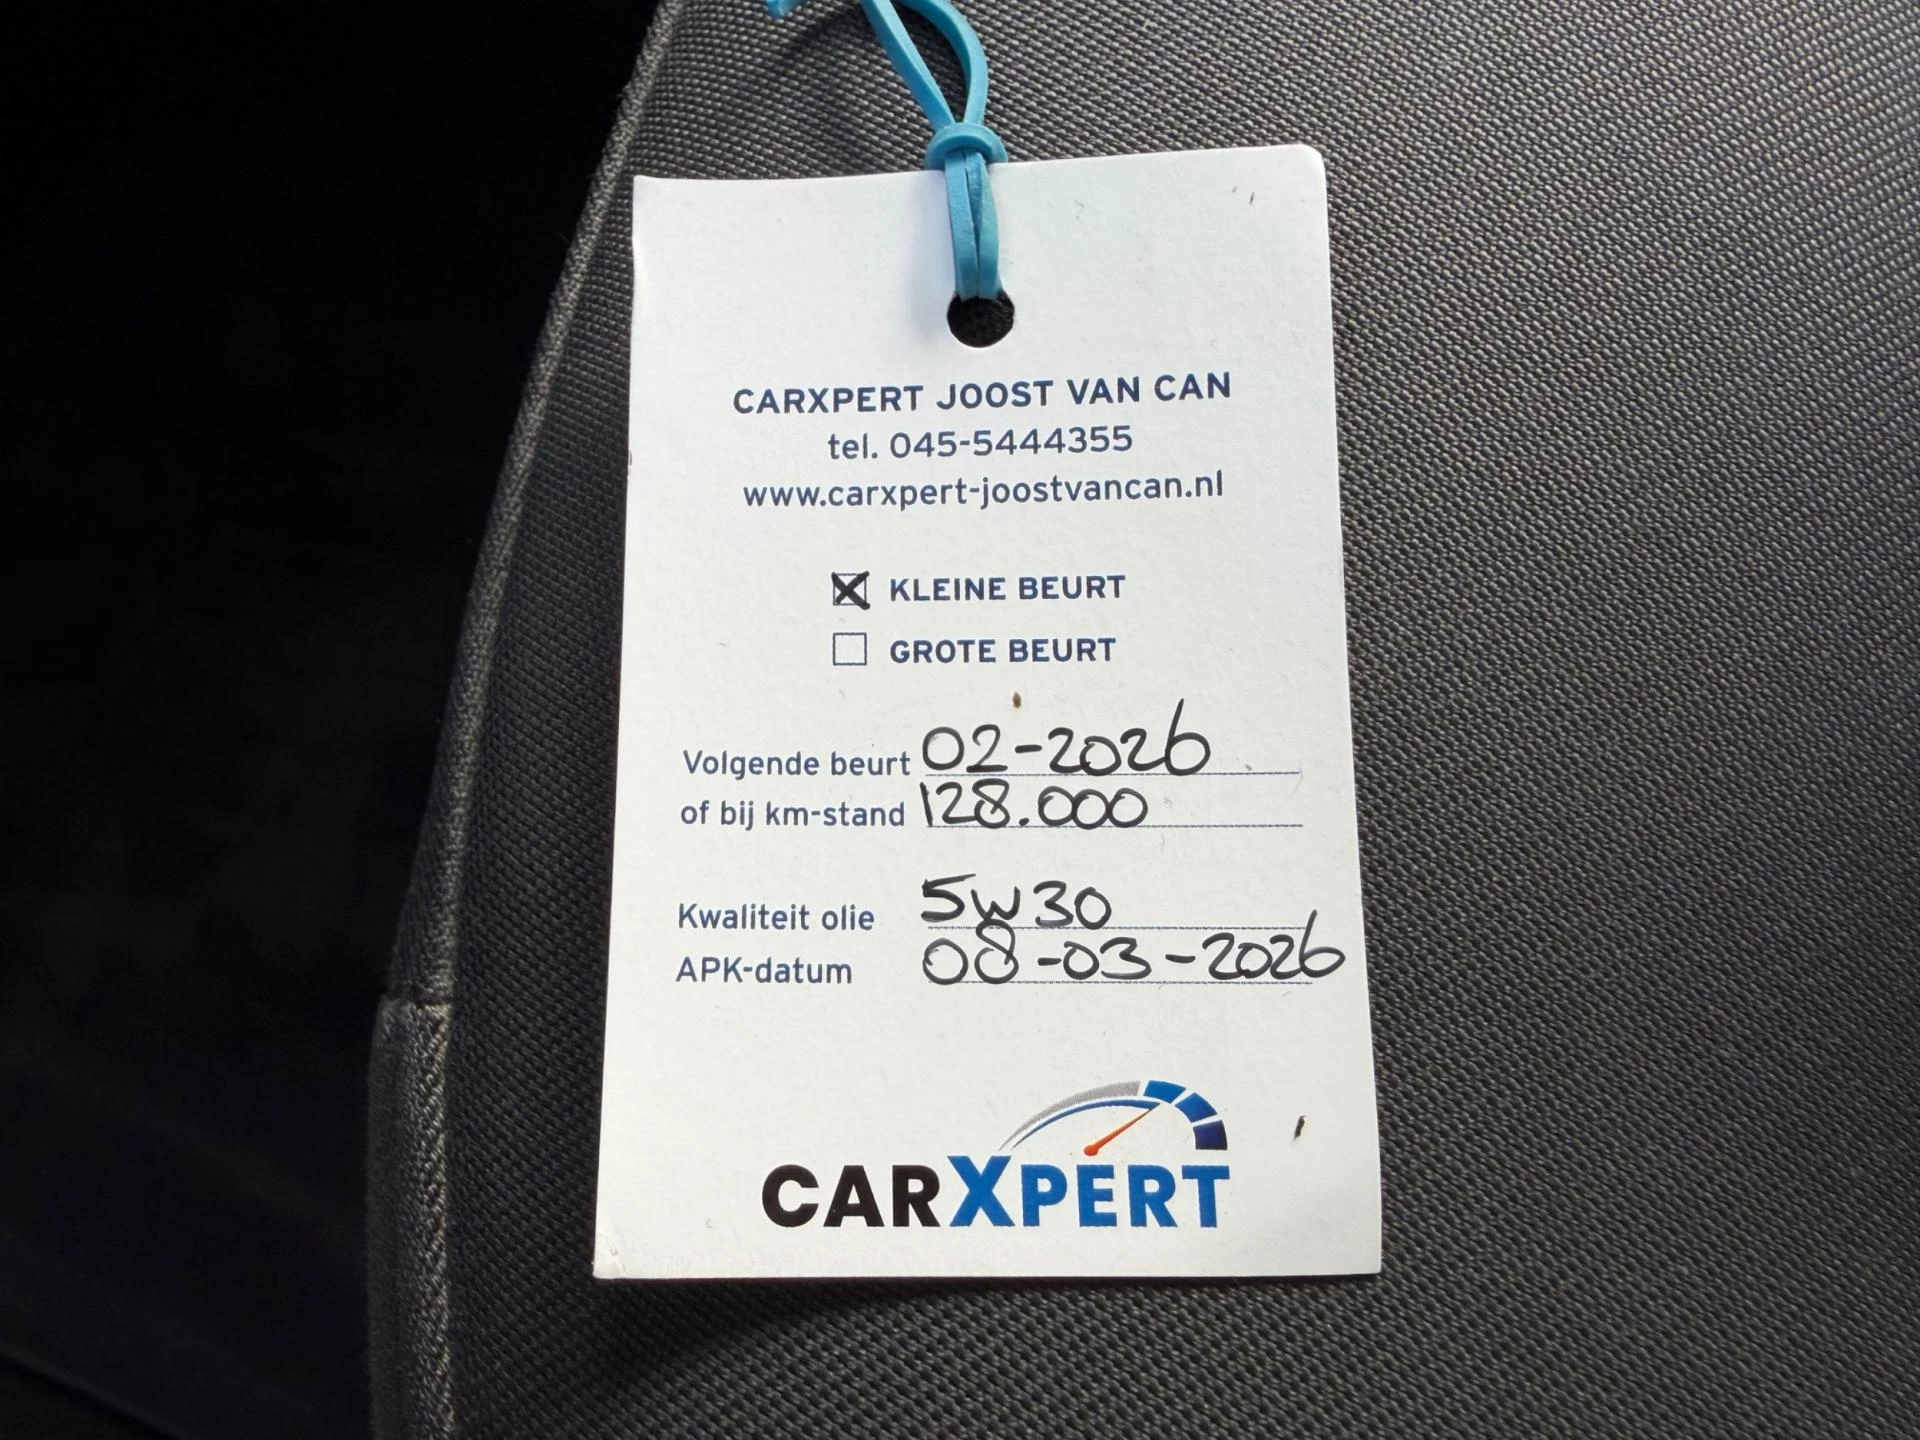 CARXPERT JOOST VAN CAN
tel. 045-5444355
www.carxpert-joostvancan.nl
KLEINE BEURT
GROTE BEURT
Volgende beurt 02-2026
of bij km-stand 128.000
Kwaliteit olie 5w30
APK-datum 08-03-2026
CARXPERT